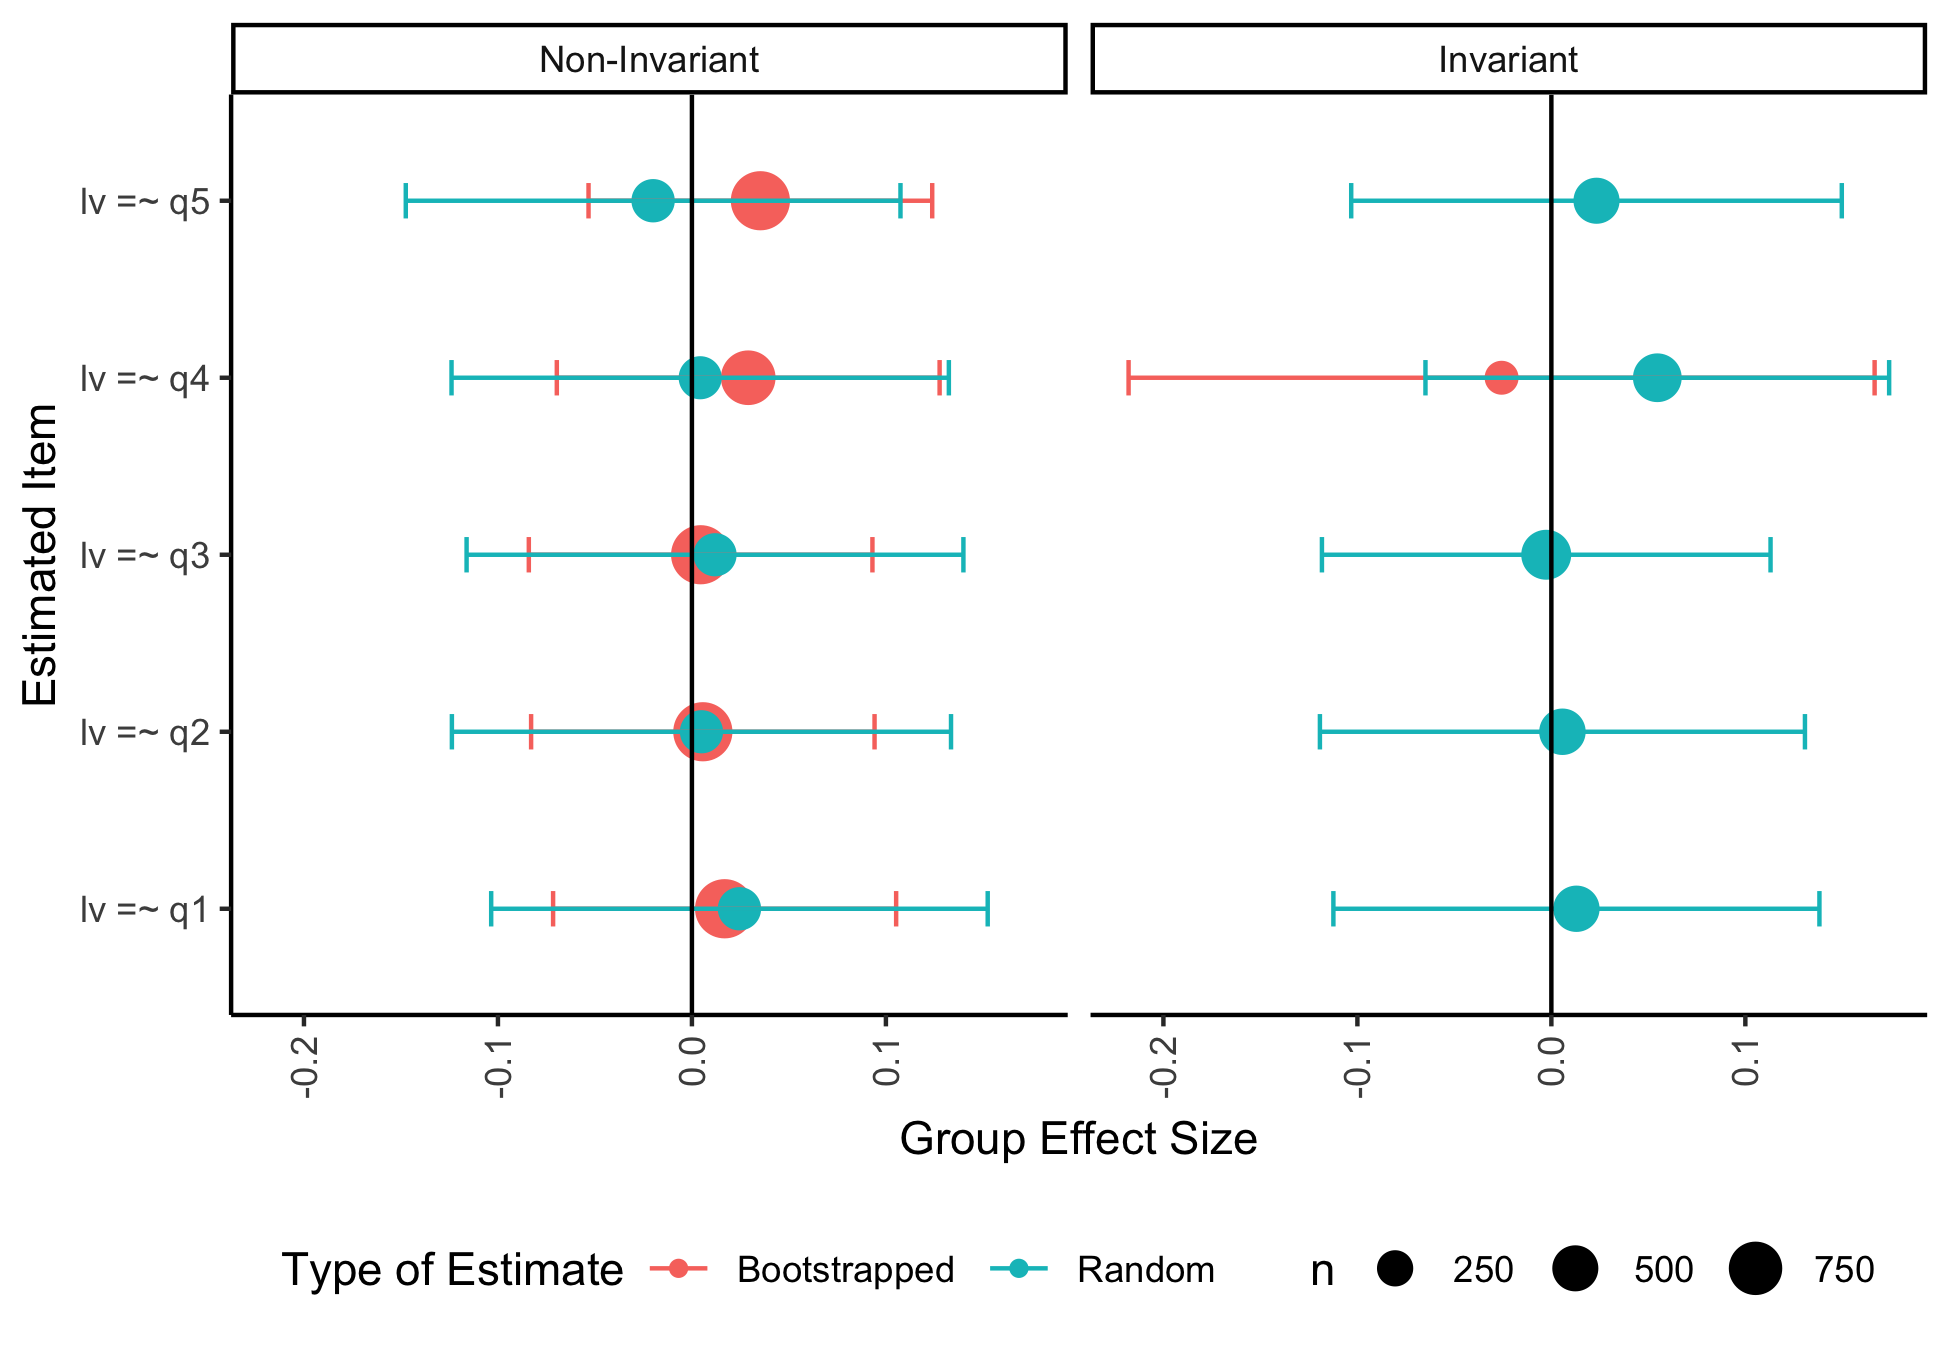 Non-Invariant
Invariant
Estimated Item
lv =~ q5
lv =~ q4
lv =~ q3
lv =~ q2
lv =~ q1
-0.2 -0.1 0.0 0.1
-0.2 -0.1 0.0 0.1
Group Effect Size
Type of Estimate Bootstrapped Random n 250 500 750